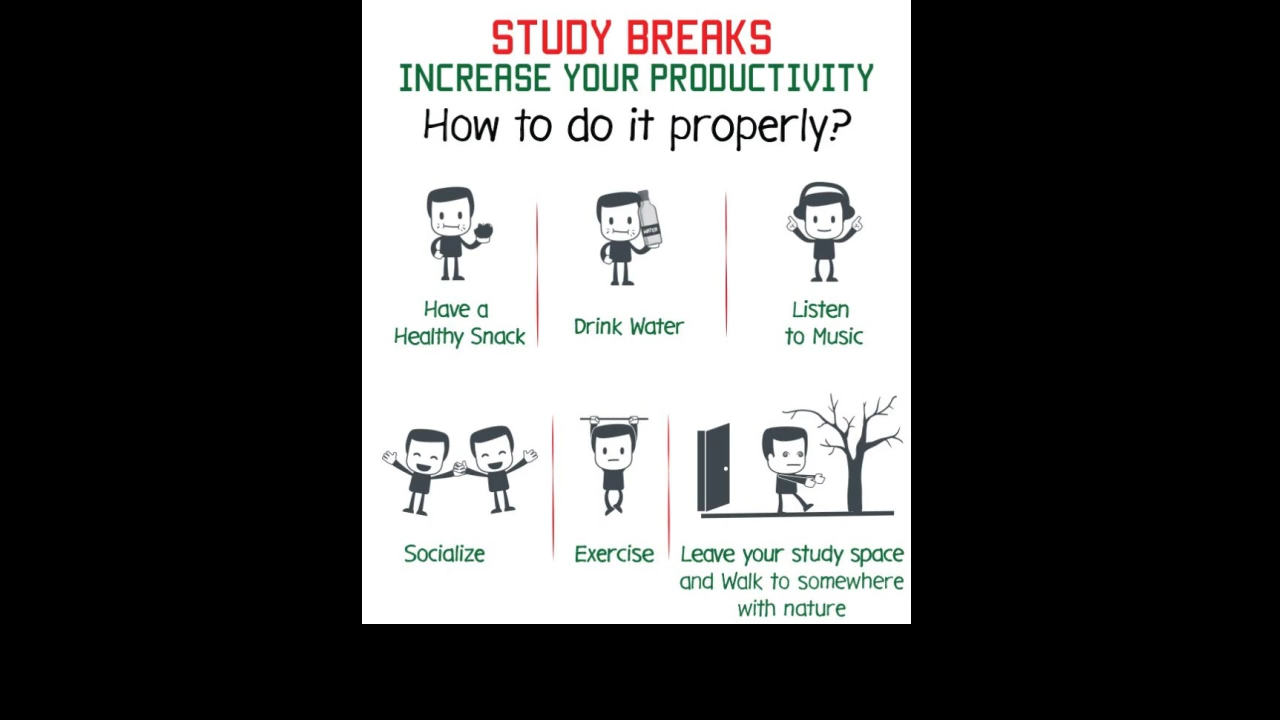 STUDY BREAKS
INCREASE YOUR PRODUCTIVITY
How to do it properly?
Have a
Healthy Snack
WATER
Drink Water
Listen
to Music
Socialize
Exercise
Leave your study space
and Walk to somewhere
with nature